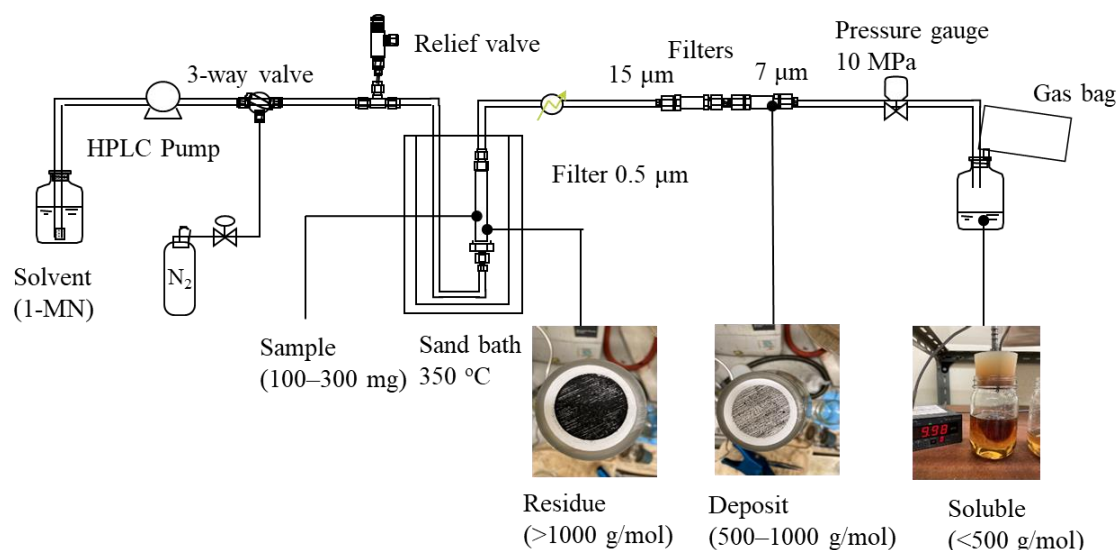 Relief valve
Filters
Pressure gauge
10 MPa
3-way valve
15 μm
7 μm
Gas bag
HPLC Pump
Filter 0.5 μm
Solvent
(1-MN)
N2
Sample
(100–300 mg)
Sand bath
350 °C
9.98
Residue
(>1000 g/mol)
Deposit
(500–1000 g/mol)
Soluble
(<500 g/mol)